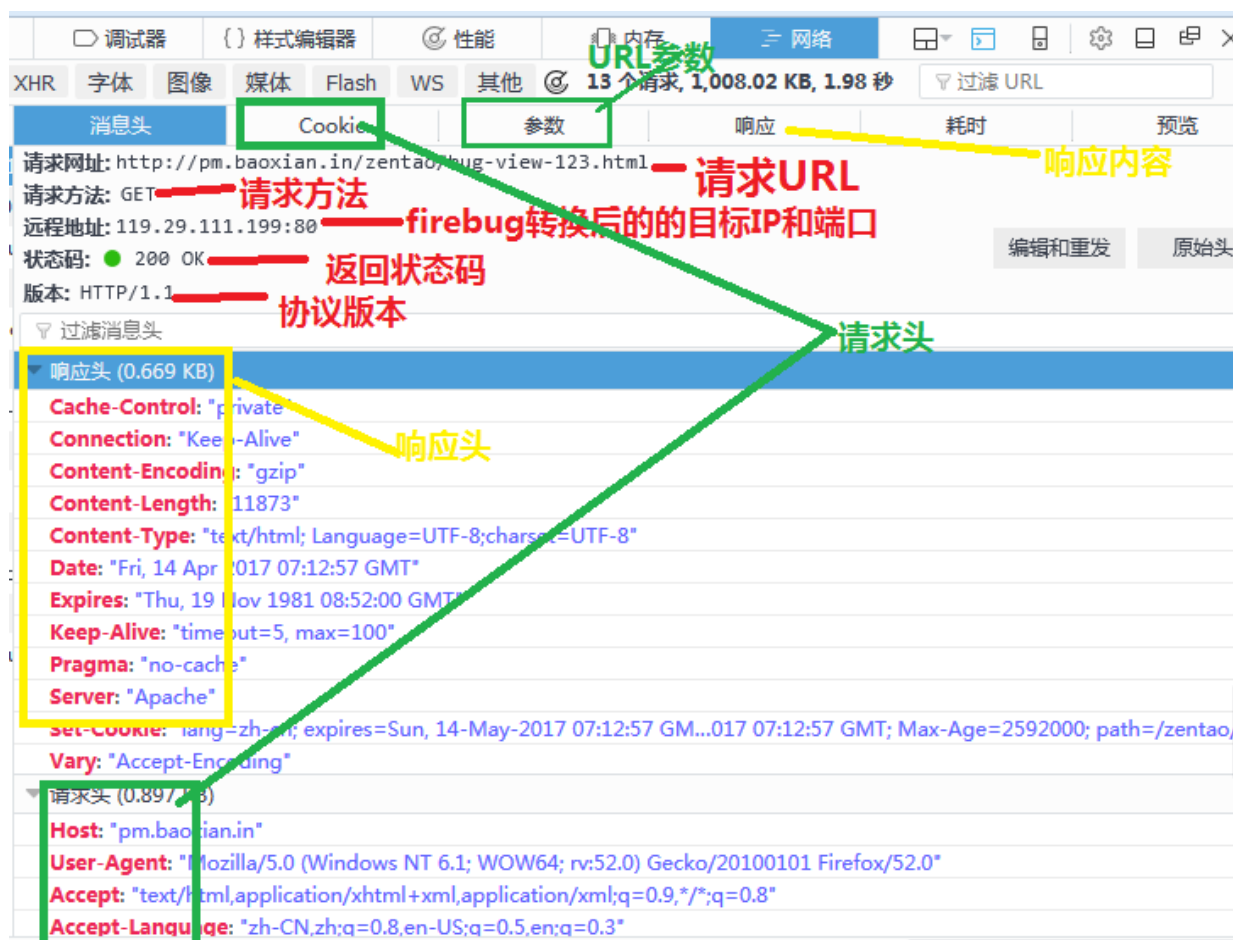 调试器 {} 样式编辑器 性能 内存 网络
URL参数
XHR 字体 图像 媒体 Flash WS 其他 13 个请求, 1,008.02 KB, 1.98 秒 过滤 URL
消息头 Cookie 参数 响应 耗时 预览
请求网址: http://pm.baoxian.in/zentao/bug-view-123.html 请求URL 响应内容
请求方法: GET 请求方法
远程地址: 119.29.111.199:80 firebug转换后的的目标IP和端口
编辑和重发 原始头
状态码: 200 OK 返回状态码
版本: HTTP/1.1 协议版本
过滤消息头 请求头
响应头 (0.669 KB)
Cache-Control: "private"
Connection: "Keep-Alive" 响应头
Content-Encoding: "gzip"
Content-Length: "11873"
Content-Type: "text/html; Language=UTF-8;charset=UTF-8"
Date: "Fri, 14 Apr 2017 07:12:57 GMT"
Expires: "Thu, 19 Nov 1981 08:52:00 GMT"
Keep-Alive: "timeout=5, max=100"
Pragma: "no-cache"
Server: "Apache"
Set-Cookie: "lang=zh-cn; expires=Sun, 14-May-2017 07:12:57 GM...017 07:12:57 GMT; Max-Age=2592000; path=/zentao/
Vary: "Accept-Encoding"
请求头 (0.897 KB)
Host: "pm.baoxian.in"
User-Agent: "Mozilla/5.0 (Windows NT 6.1; WOW64; rv:52.0) Gecko/20100101 Firefox/52.0"
Accept: "text/html,application/xhtml+xml,application/xml;q=0.9,*/*;q=0.8"
Accept-Language: "zh-CN,zh;q=0.8,en-US;q=0.5,en;q=0.3"